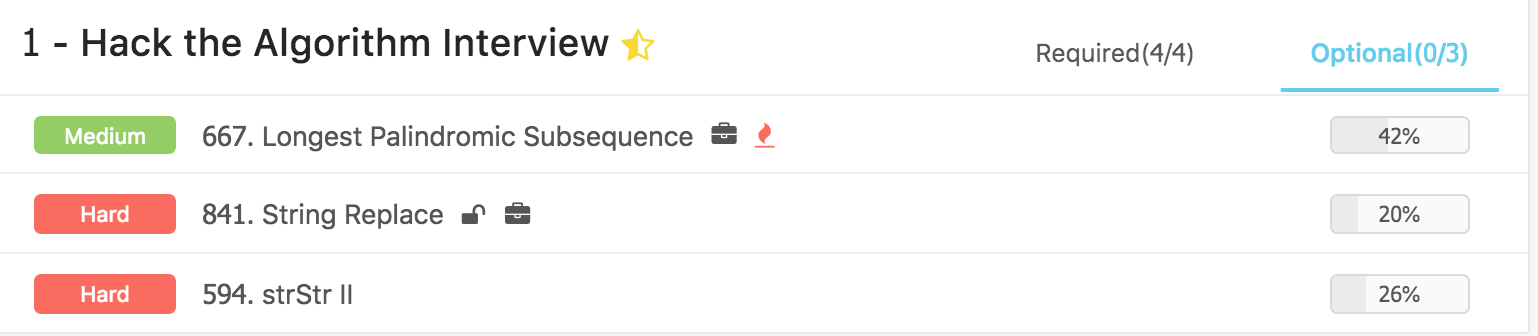 1 - Hack the Algorithm Interview Required(4/4) Optional(0/3)
Medium 667. Longest Palindromic Subsequence 42%
Hard 841. String Replace 20%
Hard 594. strStr II 26%